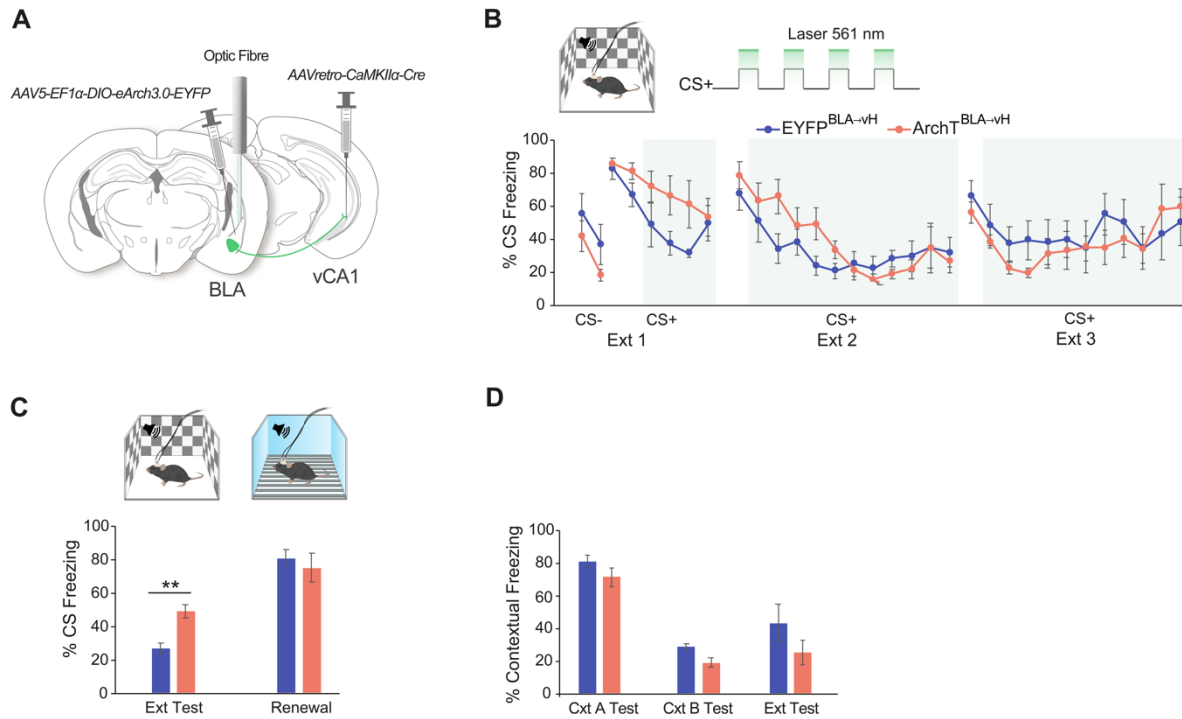 A
Optic Fibre
AAV5-EF1α-DIO-eArch3.0-EYFP
AAVretro-CaMKIIα-Cre
BLA
vCA1
B
Laser 561 nm
CS+
EYFP^BLA→vH
ArchT^BLA→vH
% CS Freezing
100
80
60
40
20
0
CS-
CS+
Ext 1
CS+
Ext 2
CS+
Ext 3
C
% CS Freezing
100
80
60
40
20
0
**
Ext Test
Renewal
D
% Contextual Freezing
100
80
60
40
20
0
Cxt A Test
Cxt B Test
Ext Test